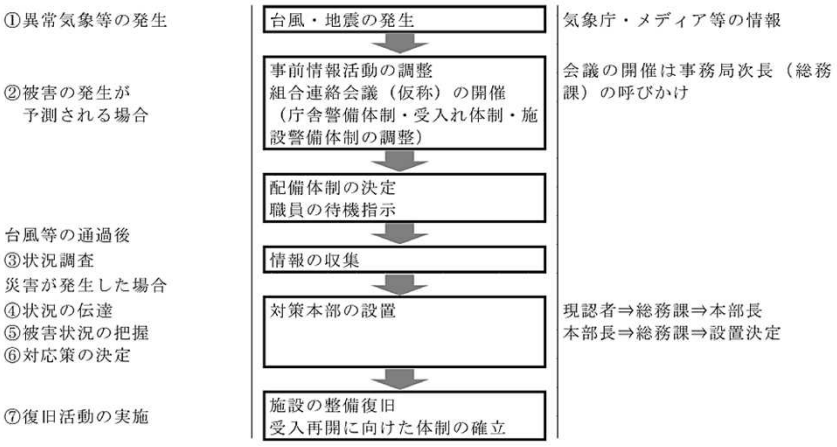 ①異常気象等の発生
台風・地震の発生
気象庁・メディア等の情報
②被害の発生が
予測される場合
事前情報活動の調整
組合連絡会議（仮称）の開催
（庁舎警備体制・受入れ体制・施
設警備体制の調整）
会議の開催は事務局次長（総務
課）の呼びかけ
配備体制の決定
職員の待機指示
台風等の通過後
③状況調査
情報の収集
災害が発生した場合
④状況の伝達
⑤被害状況の把握
⑥対応策の決定
対策本部の設置
現認者⇒総務課⇒本部長
本部長⇒総務課⇒設置決定
⑦復旧活動の実施
施設の整備復旧
受入再開に向けた体制の確立